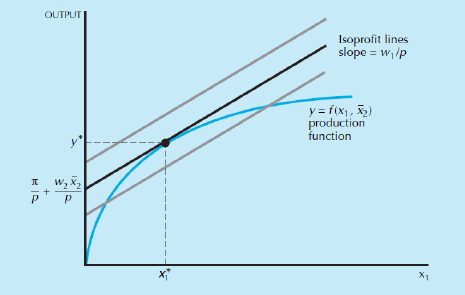 OUTPUT
Isoprofit lines
slope = w₁/p
y = f(x₁, x̄₂)
production
function
y*
π/p + w₂x̄₂/p
x₁*
x₁